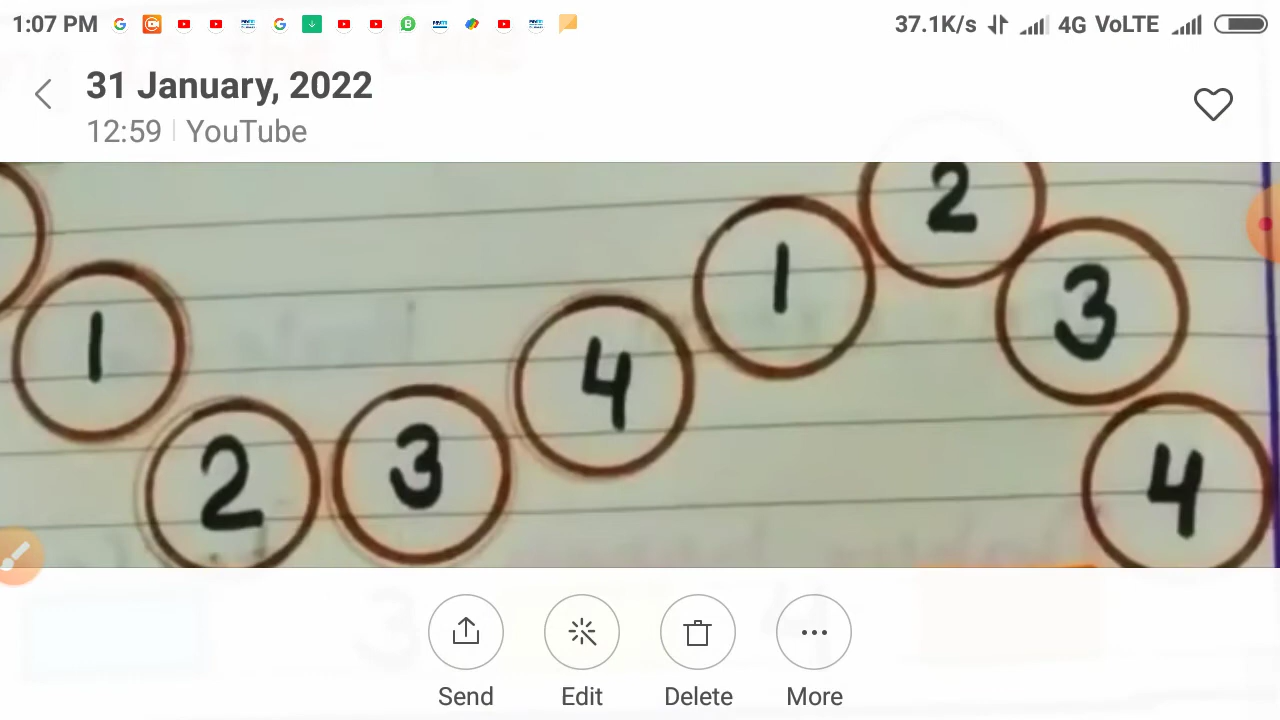 1:07 PM
37.1K/s 4G VoLTE
31 January, 2022
12:59 | YouTube
1 2 3 4 1 2 3 4
Send Edit Delete More